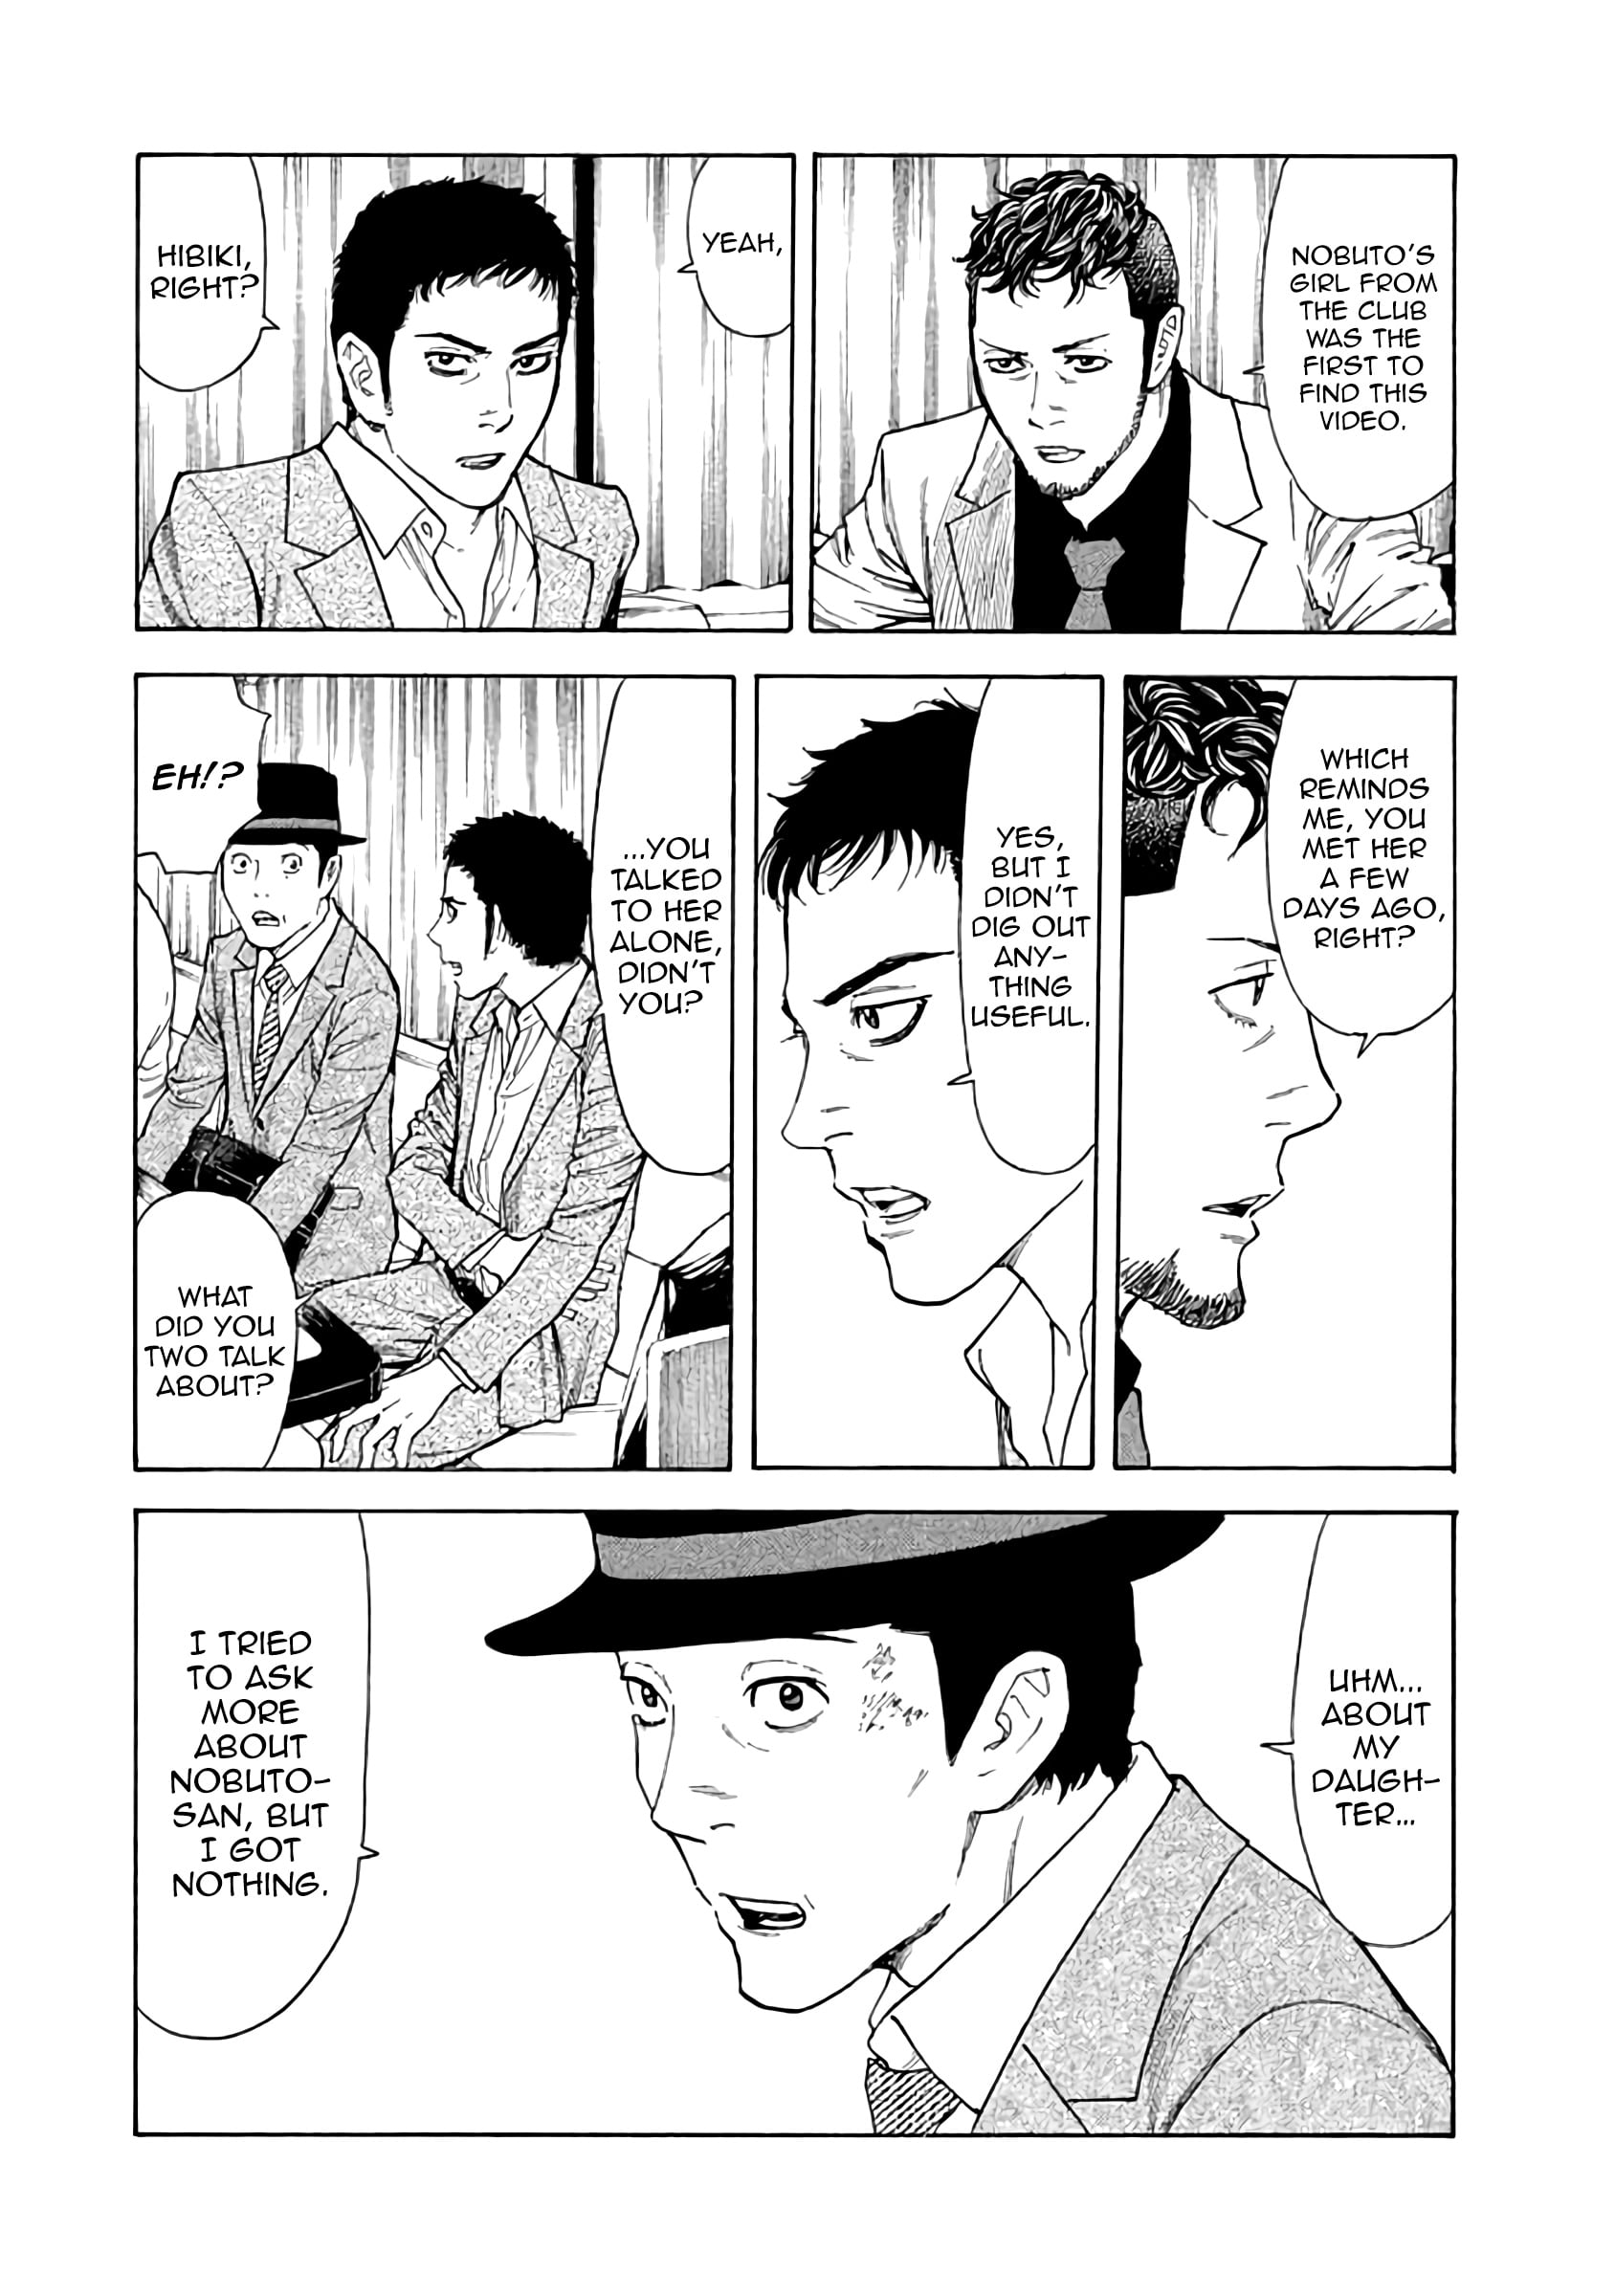 NOBUTO'S
GIRL FROM
THE CLUB
WAS THE
FIRST TO
FIND THIS
VIDEO.
YEAH,
HIBIKI,
RIGHT?
WHICH
REMINDS
ME, YOU
MET HER
A FEW
DAYS AGO,
RIGHT?
YES,
BUT I
DIDN'T
DIG OUT
ANY-
THING
USEFUL.
...YOU
TALKED
TO HER
ALONE,
DIDN'T
YOU?
EH!?
WHAT
DID YOU
TWO TALK
ABOUT?
UHM...
ABOUT
MY
DAUGH-
TER...
I TRIED
TO ASK
MORE
ABOUT
NOBUTO-
SAN, BUT
I GOT
NOTHING.